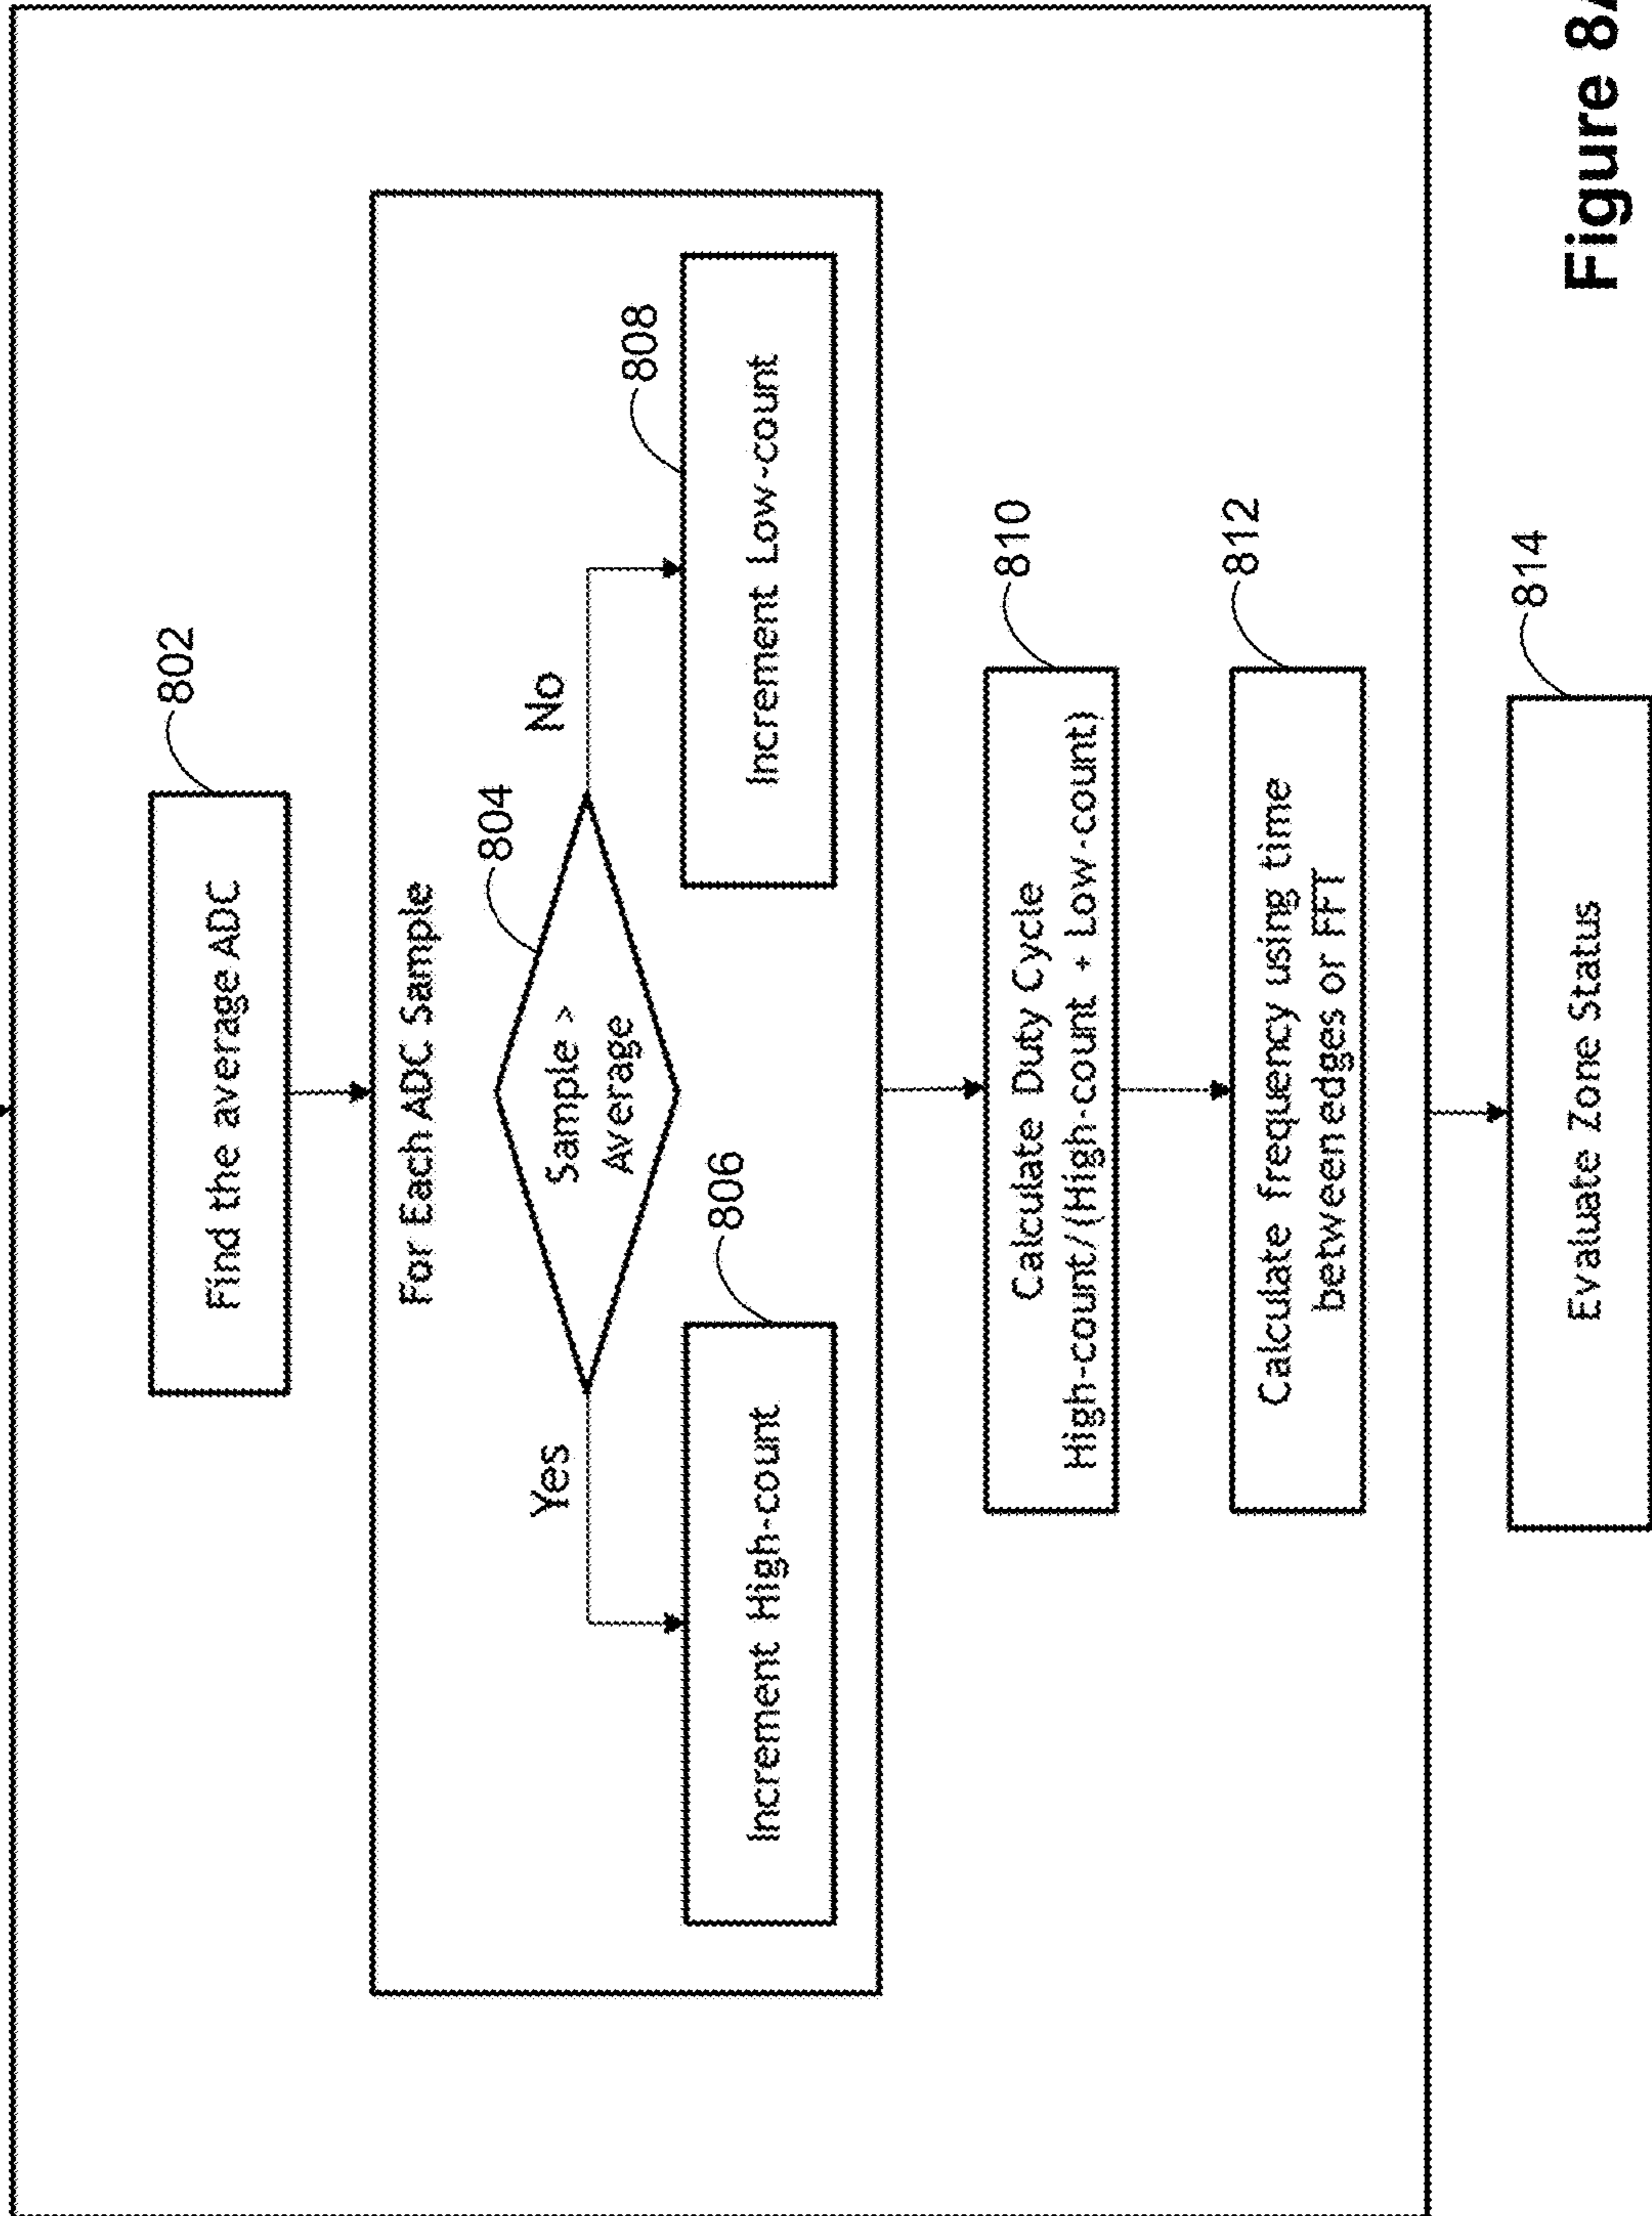 802
Find the average ADC
For Each ADC Sample
804
Sample >
Average
Yes
No
806
Increment High-count
808
Increment Low-count
810
Calculate Duty Cycle
High-count/(High-count + Low-count)
812
Calculate frequency using time
between edges or FFT
814
Evaluate Zone Status
Figure 8A